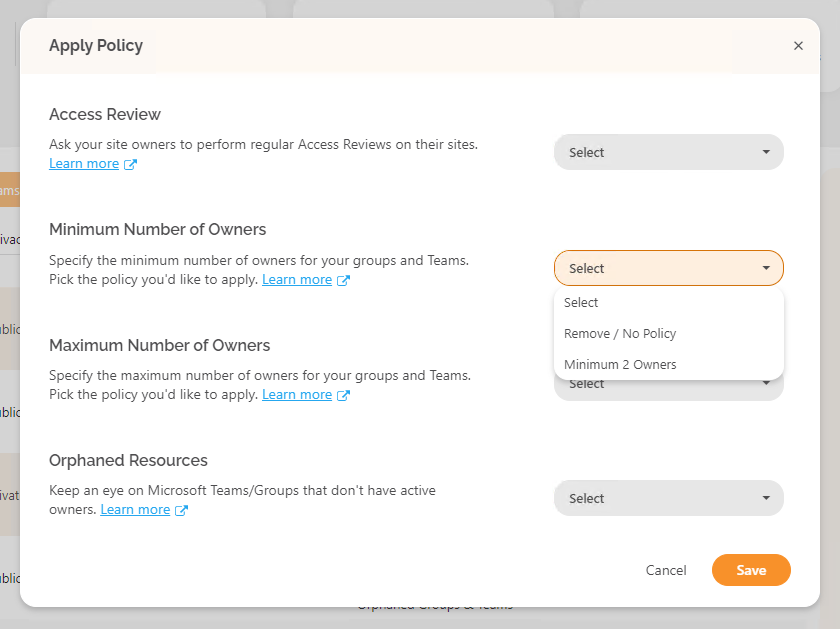 Apply Policy
Access Review
Ask your site owners to perform regular Access Reviews on their sites.
Learn more
Select
Minimum Number of Owners
Specify the minimum number of owners for your groups and Teams.
Pick the policy you'd like to apply. Learn more
Select
Select
Remove / No Policy
Minimum 2 Owners
Maximum Number of Owners
Specify the maximum number of owners for your groups and Teams.
Pick the policy you'd like to apply. Learn more
Select
Orphaned Resources
Keep an eye on Microsoft Teams/Groups that don't have active
owners. Learn more
Select
Cancel
Save
Orphaned Groups & Teams